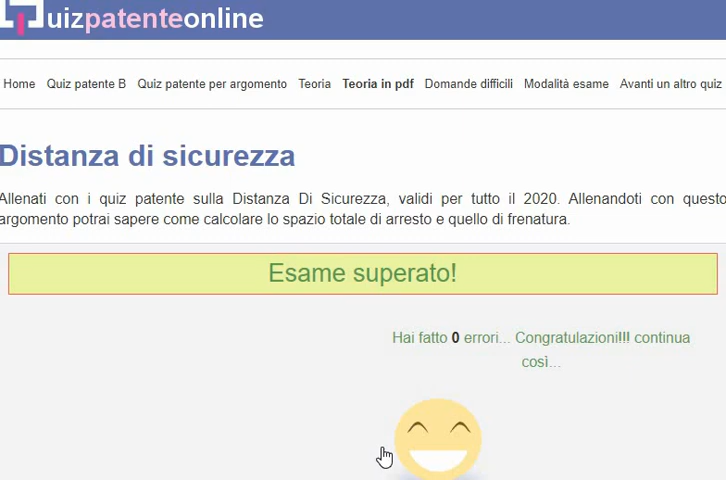 uizpatenteonline
Home Quiz patente B Quiz patente per argomento Teoria Teoria in pdf Domande difficili Modalità esame Avanti un altro quiz
Distanza di sicurezza
Allenati con i quiz patente sulla Distanza Di Sicurezza, validi per tutto il 2020. Allenandoti con questo
argomento potrai sapere come calcolare lo spazio totale di arresto e quello di frenatura.
Esame superato!
Hai fatto 0 errori... Congratulazioni!!! continua
così...